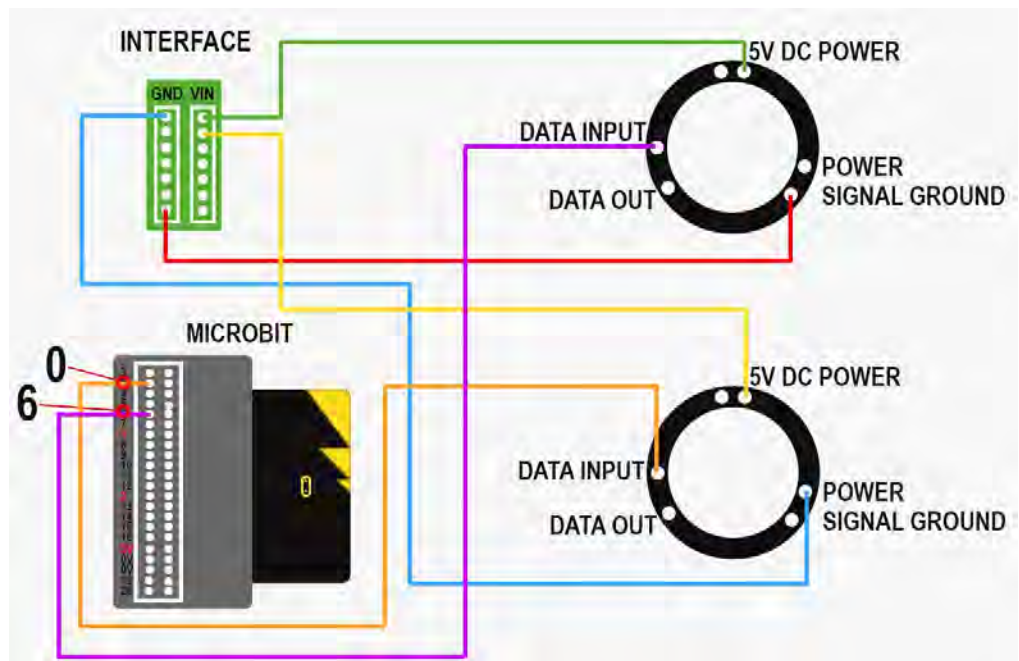 INTERFACE
GND VIN
5V DC POWER
DATA INPUT
DATA OUT
POWER
SIGNAL GROUND
MICROBIT
0
6
5V DC POWER
DATA INPUT
DATA OUT
POWER
SIGNAL GROUND